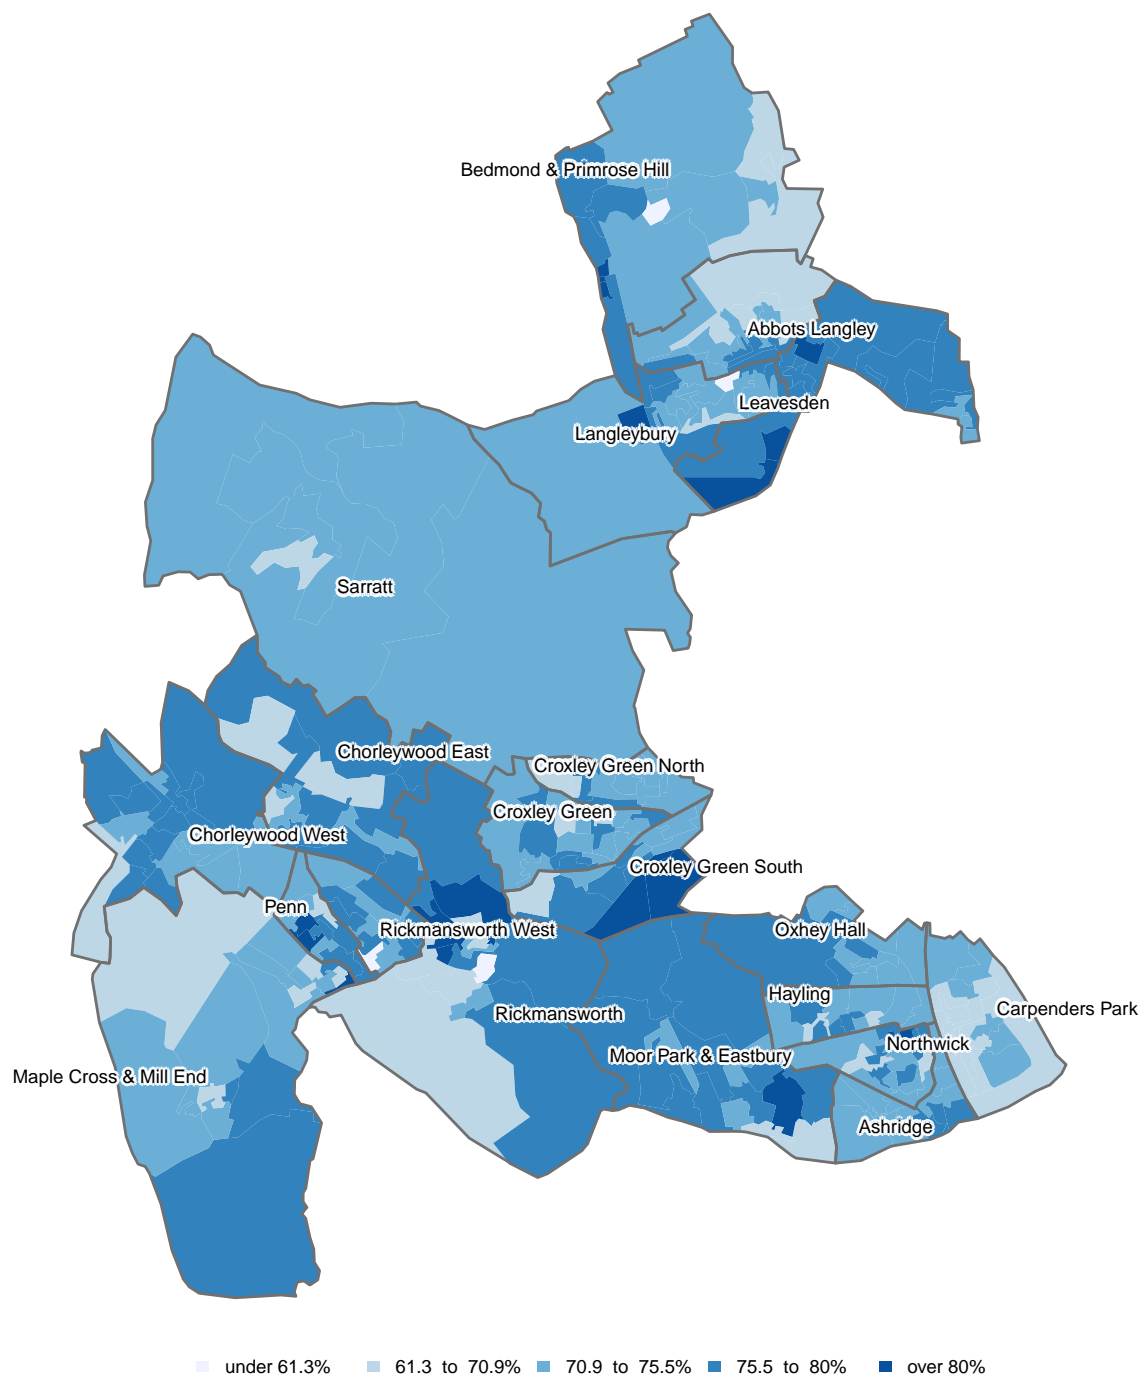 Bedmond & Primrose Hill
Abbots Langley
Leavesden
Langleybury
Sarratt
Chorleywood East
Croxley Green North
Croxley Green
Chorleywood West
Croxley Green South
Penn
Rickmansworth West
Oxhey Hall
Hayling
Carpenders Park
Rickmansworth
Northwick
Moor Park & Eastbury
Maple Cross & Mill End
Ashridge
under 61.3% 61.3 to 70.9% 70.9 to 75.5% 75.5 to 80% over 80%